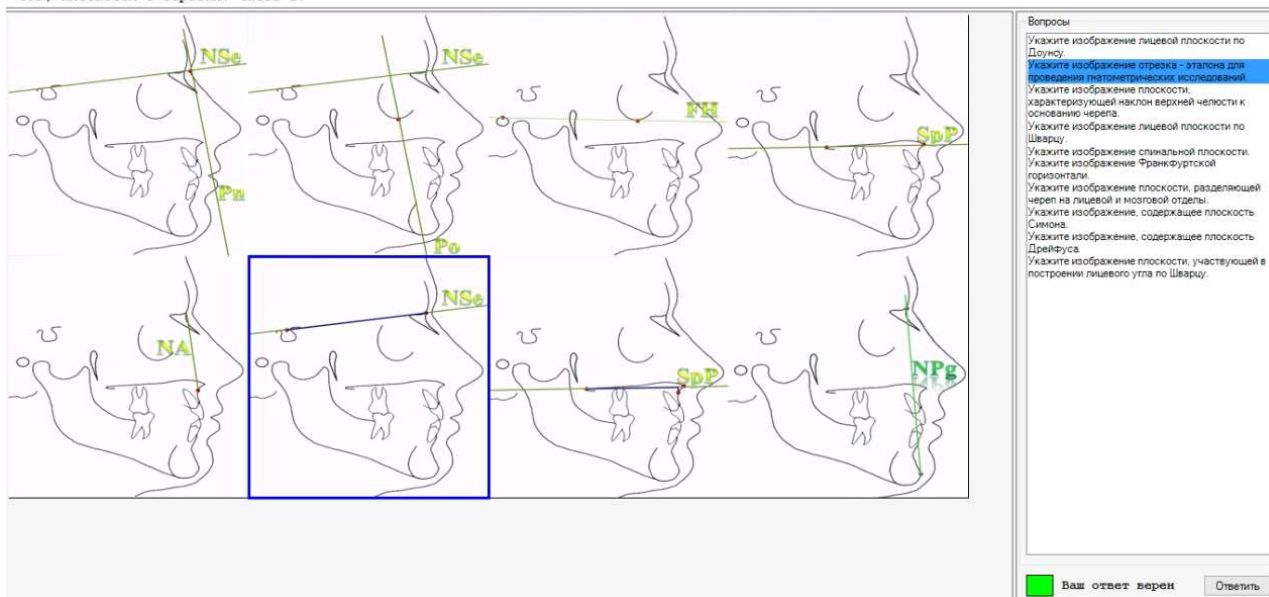 NSe
Pn
NSe
Po
FH
SpP
NA
NSe
SpP
NPg
Вопросы
Укажите изображение лицевой плоскости по
Доунсу.
Укажите изображение отрезка - эталона для
проведения гнатометрических исследований.
Укажите изображение плоскости,
характеризующей наклон верхней челюсти к
основанию черепа.
Укажите изображение лицевой плоскости по
Шварцу.
Укажите изображение спинальной плоскости.
Укажите изображение Франкфуртской
горизонтали.
Укажите изображение плоскости, разделяющей
череп на лицевой и мозговой отделы.
Укажите изображение, содержащее плоскость
Симона.
Укажите изображение, содержащее плоскость
Дрейфуса.
Укажите изображение плоскости, участвующей в
построении лицевого угла по Шварцу.
Ваш ответ верен
Ответить